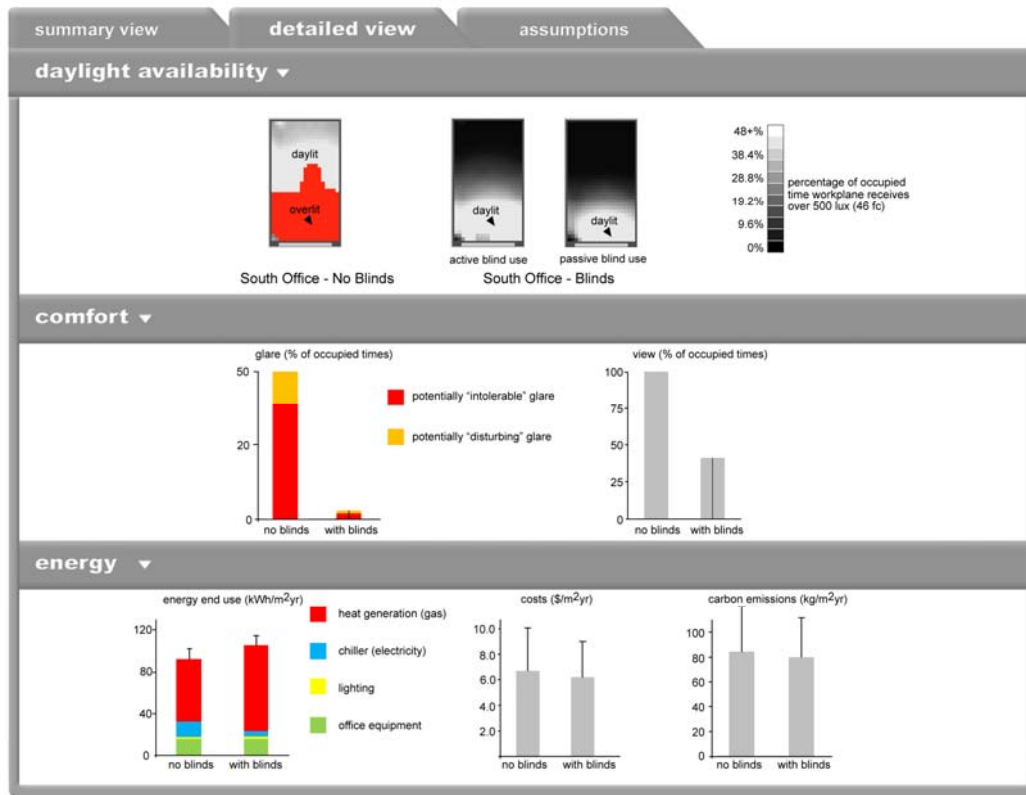 summary view
detailed view
assumptions
daylight availability
daylit
overlit
South Office - No Blinds
daylit
active blind use
daylit
passive blind use
South Office - Blinds
48+%
38.4%
28.8%
19.2%
9.6%
0%
percentage of occupied
time workplane receives
over 500 lux (46 fc)
comfort
glare (% of occupied times)
50
20
0
no blinds
with blinds
potentially “intolerable” glare
potentially “disturbing” glare
view (% of occupied times)
100
75
50
25
0
no blinds
with blinds
energy
energy end use (kWh/m²yr)
120
80
40
0
no blinds
with blinds
heat generation (gas)
chiller (electricity)
lighting
office equipment
costs ($/m²yr)
10.0
8.0
6.0
4.0
2.0
no blinds
with blinds
carbon emissions (kg/m²yr)
100
80
60
40
20
0
no blinds
with blinds